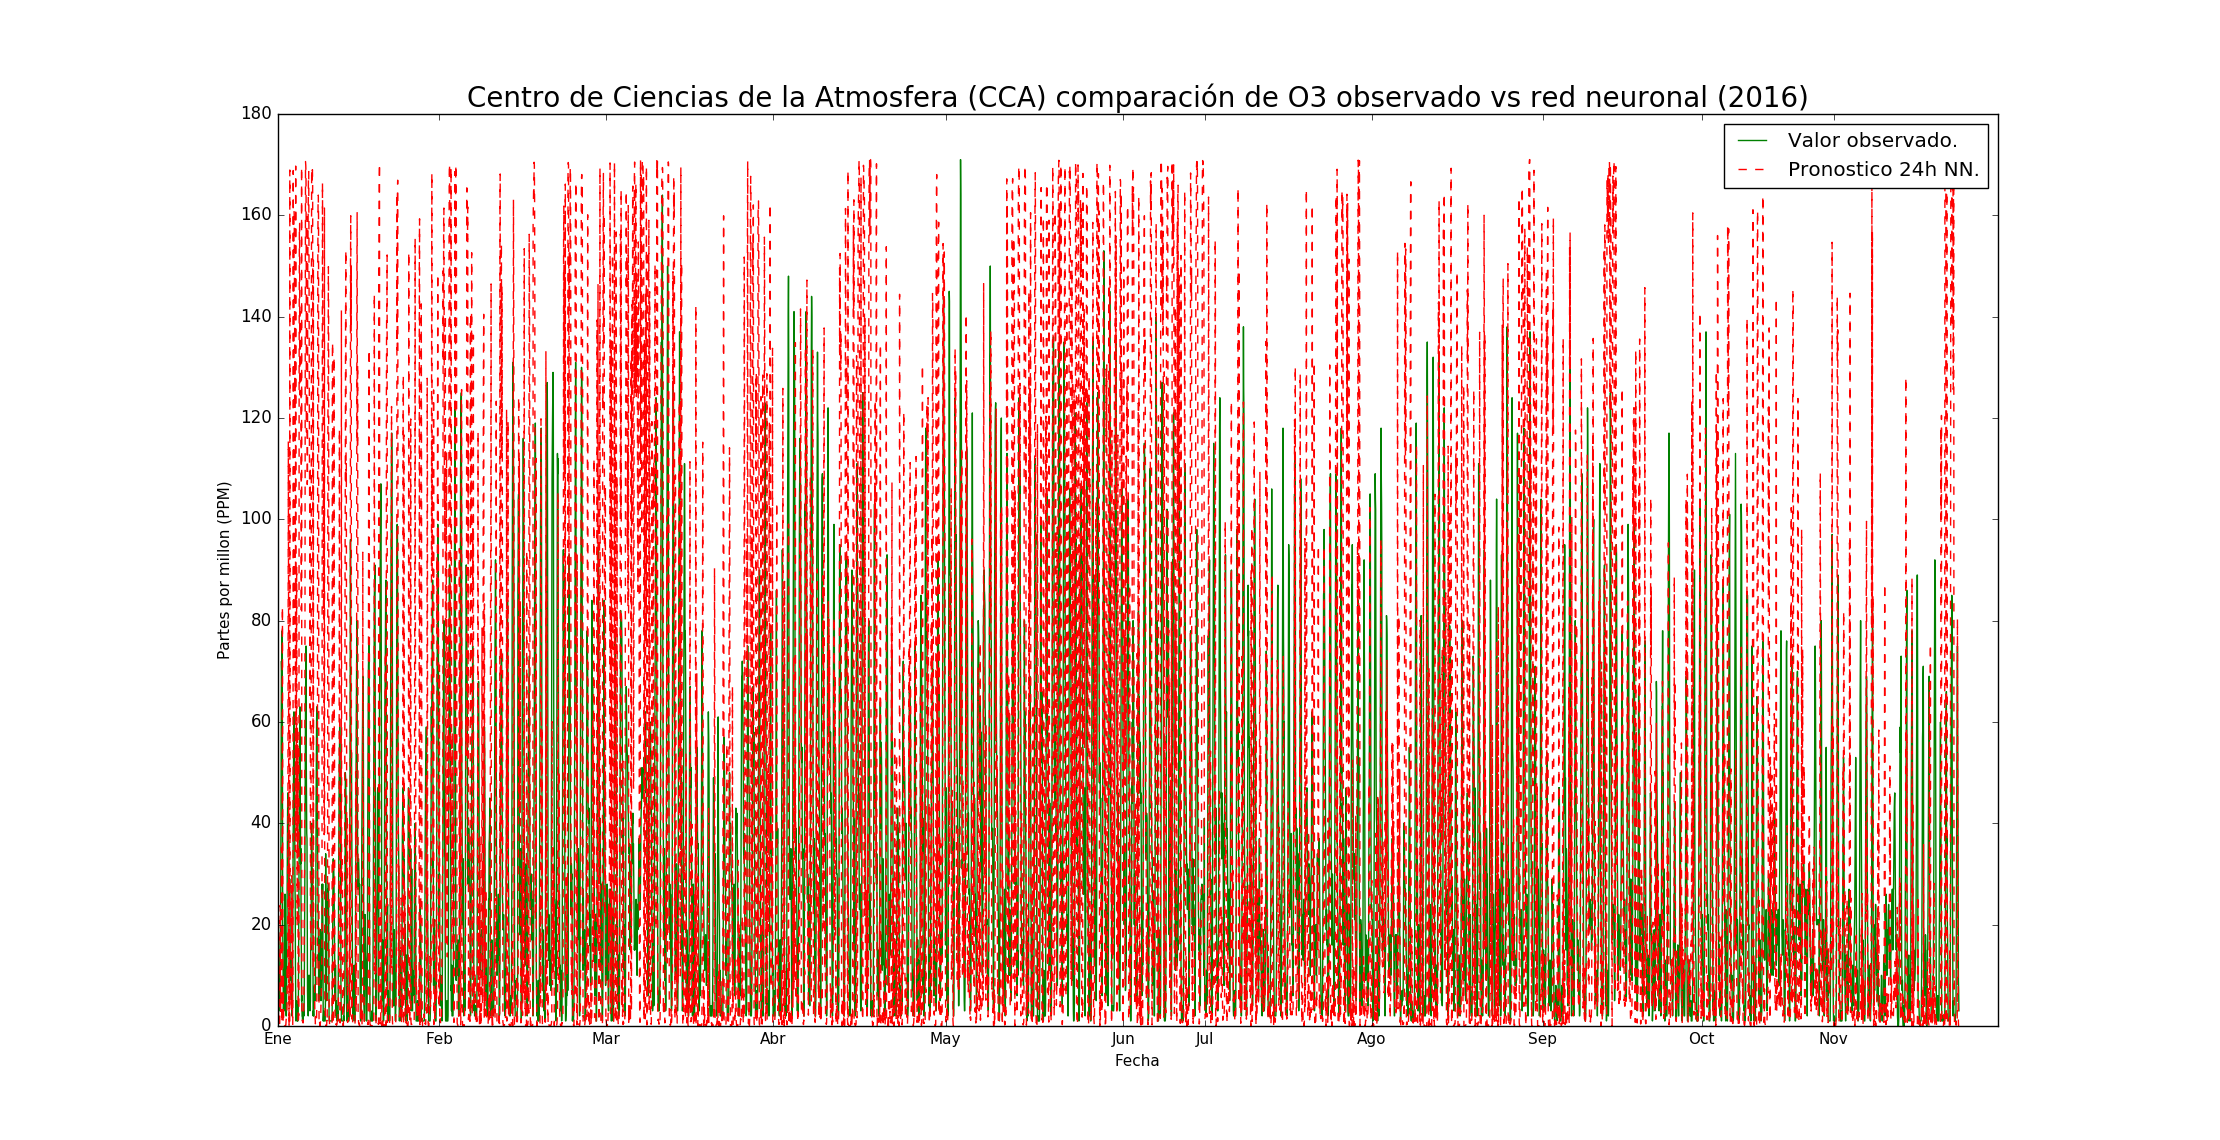 Centro de Ciencias de la Atmosfera (CCA) comparación de O3 observado vs red neuronal (2016)
Valor observado.
Pronostico 24h NN.
180
160
140
120
100
80
60
40
20
0
Partes por millon (PPM)
Ene Feb Mar Abr May Jun Jul Ago Sep Oct Nov
Fecha